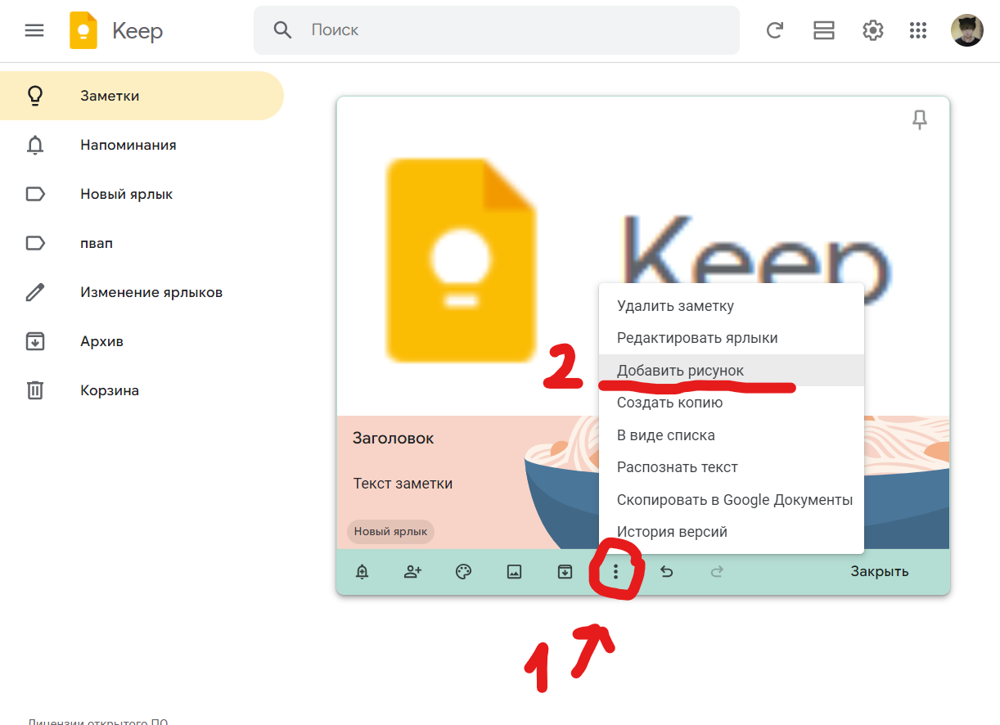 Keep
Поиск
Заметки
Напоминания
Новый ярлык
пвап
Изменение ярлыков
Архив
Корзина
Keep
Удалить заметку
Редактировать ярлыки
2
Добавить рисунок
Создать копию
В виде списка
Распознать текст
Скопировать в Google Документы
История версий
Заголовок
Текст заметки
Новый ярлык
Закрыть
1
Лицензии открытого ПО